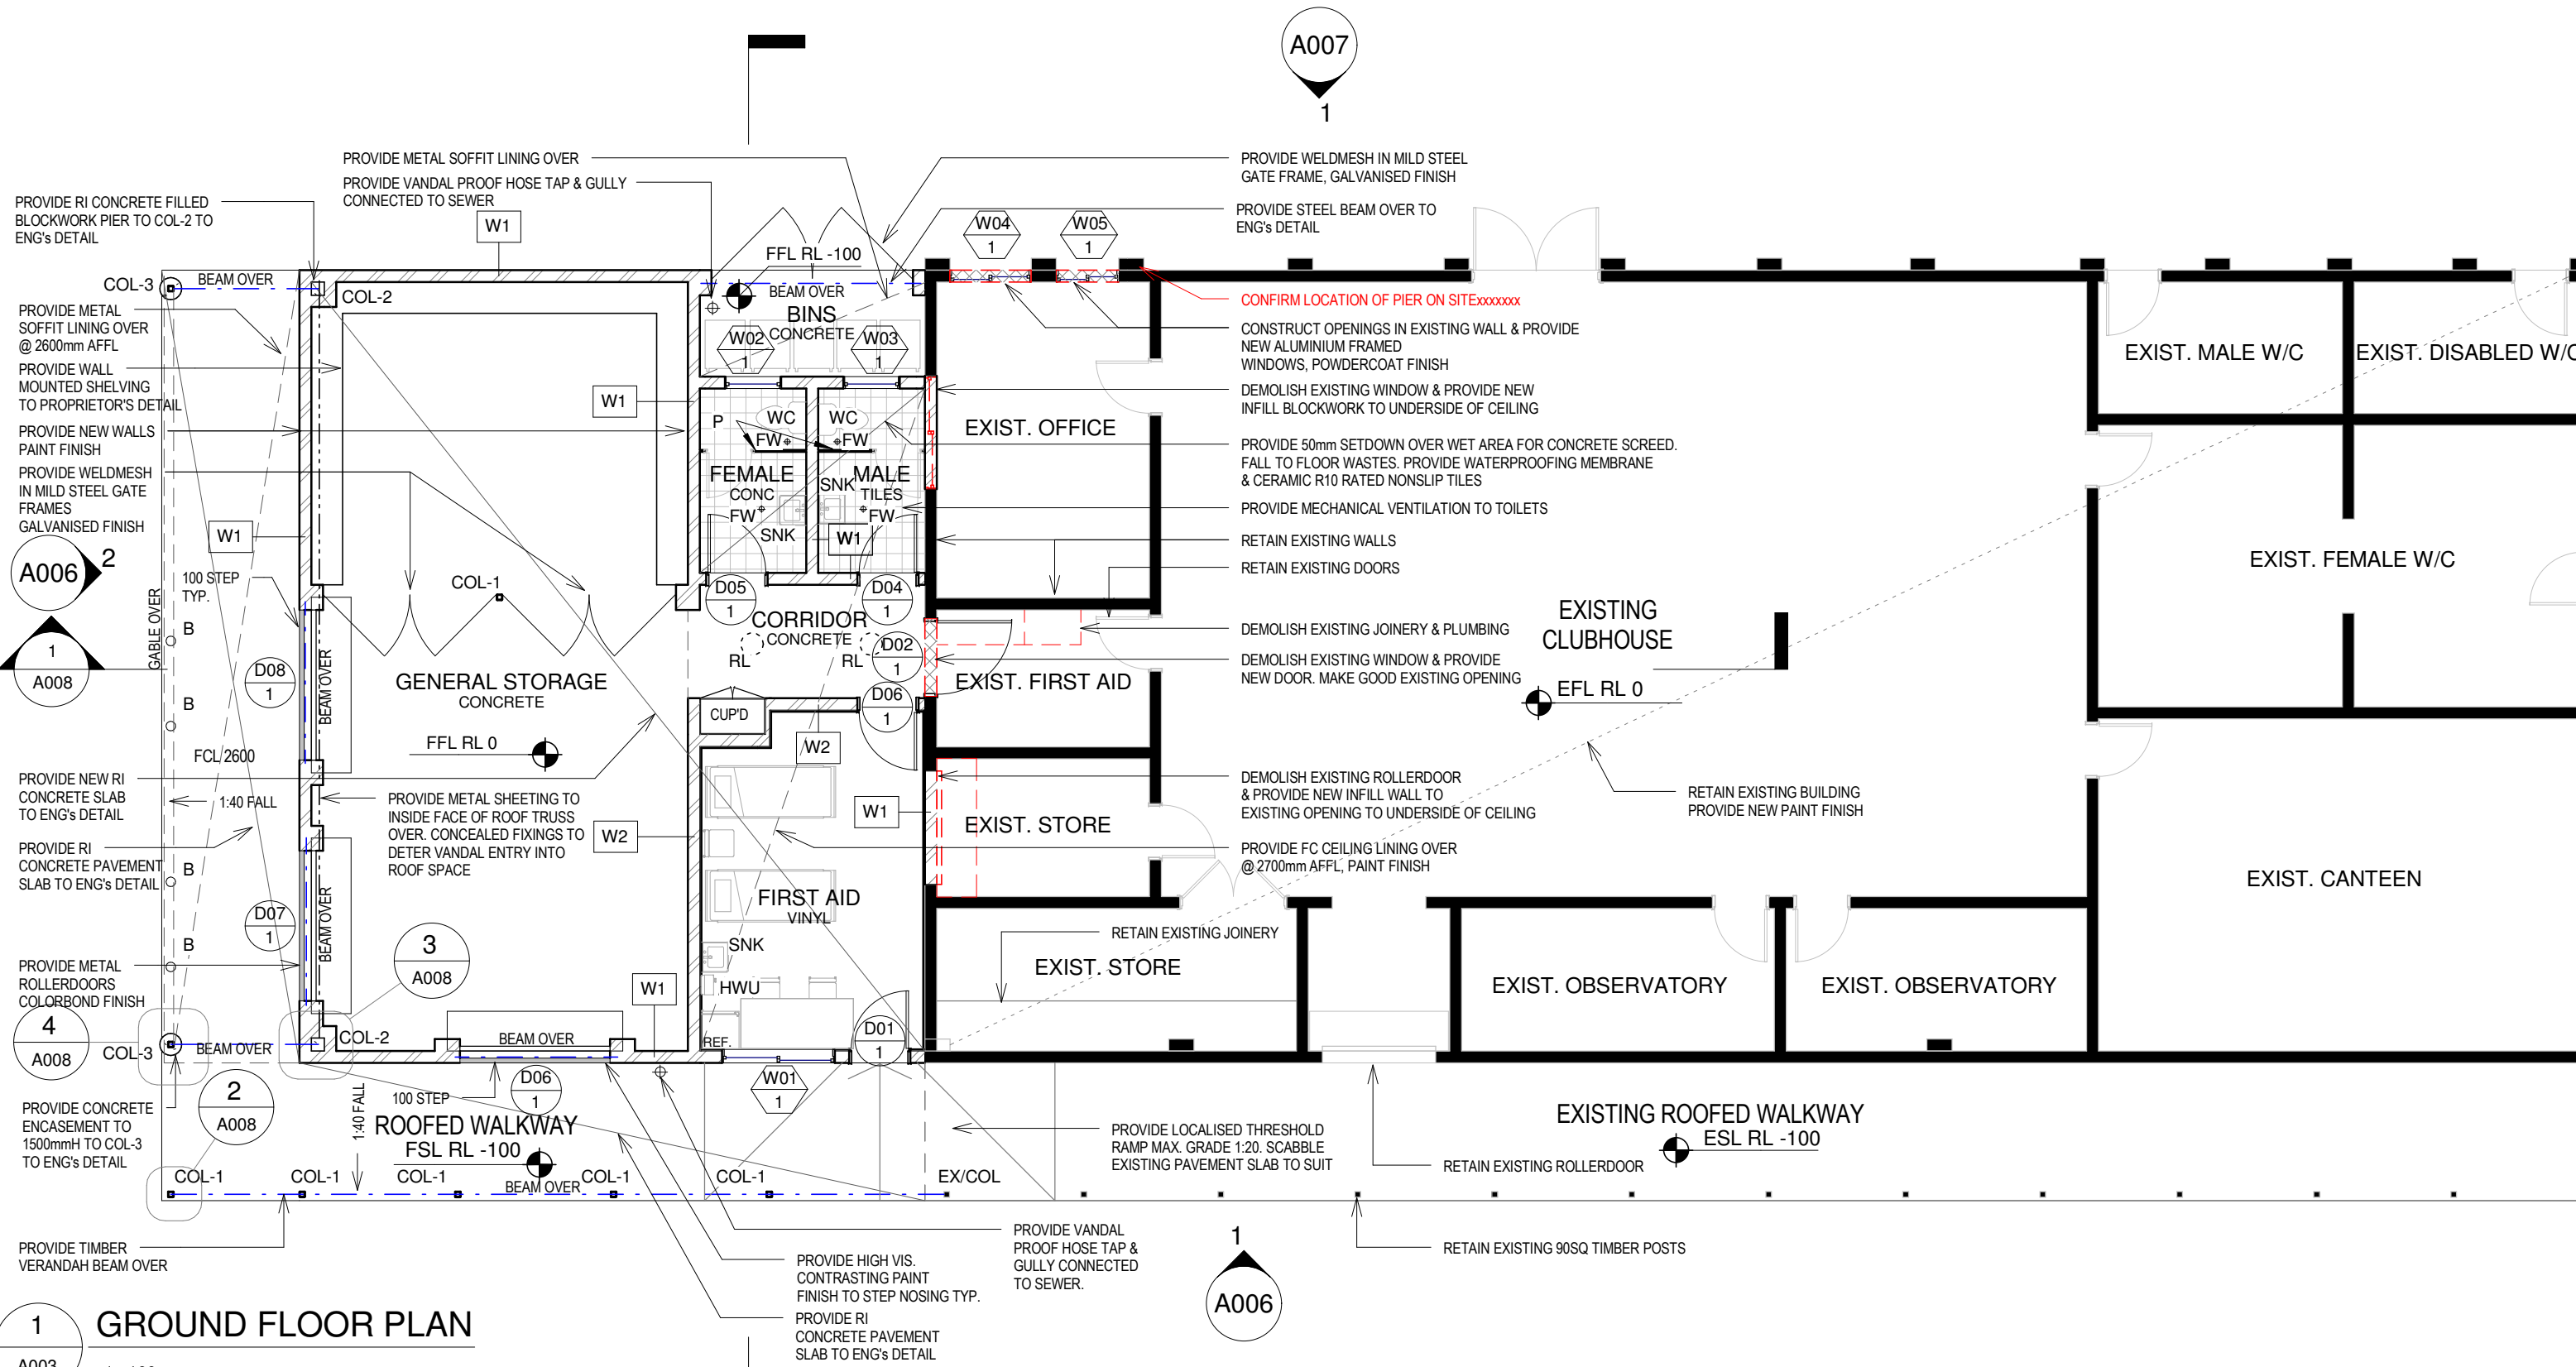 A007
1
PROVIDE METAL SOFFIT LINING OVER
PROVIDE VANDAL PROOF HOSE TAP & GULLY
CONNECTED TO SEWER
PROVIDE RI CONCRETE FILLED
BLOCKWORK PIER TO COL-2 TO
ENG's DETAIL
W1
PROVIDE WELDMESH IN MILD STEEL
GATE FRAME, GALVANISED FINISH
PROVIDE STEEL BEAM OVER TO
ENG's DETAIL
W04
1
W05
1
FFL RL -100
BEAM OVER
BINS
CONCRETE
W02
1
W03
1
COL-3
BEAM OVER
COL-2
PROVIDE METAL
SOFFIT LINING OVER
@ 2600mm AFFL
PROVIDE WALL
MOUNTED SHELVING
TO PROPRIETOR'S DETAIL
PROVIDE NEW WALLS
PAINT FINISH
PROVIDE WELDMESH
IN MILD STEEL GATE
FRAMES
GALVANISED FINISH
W1
W1
A006
2
1
A008
100 STEP
TYP.
GABLE OVER
B
B
B
B
FCL 2600
1:40 FALL
D08
1
D07
1
BEAM OVER
BEAM OVER
COL-1
GENERAL STORAGE
CONCRETE
FFL RL 0
P
WC
WC
FW
FW
FEMALE
CONC
FW
SNK
MALE
TILES
SNK
FW
W1
D05
1
D04
1
CORRIDOR
CONCRETE
RL
RL
D02
1
D06
1
CUP'D
W2
W2
W1
FIRST AID
VINYL
SNK
HWU
REF.
W1
D01
1
W01
1
PROVIDE NEW RI
CONCRETE SLAB
TO ENG's DETAIL
PROVIDE RI
CONCRETE PAVEMENT
SLAB TO ENG's DETAIL
PROVIDE METAL
ROLLERDOORS
COLORBOND FINISH
PROVIDE METAL SHEETING TO
INSIDE FACE OF ROOF TRUSS
OVER. CONCEALED FIXINGS TO
DETER VANDAL ENTRY INTO
ROOF SPACE
3
A008
4
A008
COL-3
BEAM OVER
COL-2
BEAM OVER
2
A008
PROVIDE CONCRETE
ENCASEMENT TO
1500mmH TO COL-3
TO ENG's DETAIL
1:40 FALL
100 STEP
D06
1
ROOFED WALKWAY
FSL RL -100
COL-1
COL-1
COL-1
BEAM OVER
COL-1
EX/COL
PROVIDE TIMBER
VERANDAH BEAM OVER
CONFIRM LOCATION OF PIER ON SITExxxxxxx
CONSTRUCT OPENINGS IN EXISTING WALL & PROVIDE
NEW ALUMINIUM FRAMED
WINDOWS, POWDERCOAT FINISH
DEMOLISH EXISTING WINDOW & PROVIDE NEW
INFILL BLOCKWORK TO UNDERSIDE OF CEILING
PROVIDE 50mm SETDOWN OVER WET AREA FOR CONCRETE SCREED.
FALL TO FLOOR WASTES. PROVIDE WATERPROOFING MEMBRANE
& CERAMIC R10 RATED NONSLIP TILES
PROVIDE MECHANICAL VENTILATION TO TOILETS
RETAIN EXISTING WALLS
RETAIN EXISTING DOORS
DEMOLISH EXISTING JOINERY & PLUMBING
DEMOLISH EXISTING WINDOW & PROVIDE
NEW DOOR. MAKE GOOD EXISTING OPENING
DEMOLISH EXISTING ROLLERDOOR
& PROVIDE NEW INFILL WALL TO
EXISTING OPENING TO UNDERSIDE OF CEILING
PROVIDE FC CEILING LINING OVER
@ 2700mm AFFL, PAINT FINISH
EXIST. OFFICE
EXIST. FIRST AID
EXIST. STORE
RETAIN EXISTING JOINERY
EXIST. STORE
EXISTING
CLUBHOUSE
EFL RL 0
RETAIN EXISTING BUILDING
PROVIDE NEW PAINT FINISH
EXIST. MALE W/C
EXIST. DISABLED W/C
EXIST. FEMALE W/C
EXIST. CANTEEN
EXIST. OBSERVATORY
EXIST. OBSERVATORY
PROVIDE LOCALISED THRESHOLD
RAMP MAX. GRADE 1:20. SCABBLE
EXISTING PAVEMENT SLAB TO SUIT
EXISTING ROOFED WALKWAY
ESL RL -100
RETAIN EXISTING ROLLERDOOR
RETAIN EXISTING 90SQ TIMBER POSTS
PROVIDE VANDAL
PROOF HOSE TAP &
GULLY CONNECTED
TO SEWER.
PROVIDE HIGH VIS.
CONTRASTING PAINT
FINISH TO STEP NOSING TYP.
PROVIDE RI
CONCRETE PAVEMENT
SLAB TO ENG's DETAIL
1
A006
1
A003
GROUND FLOOR PLAN